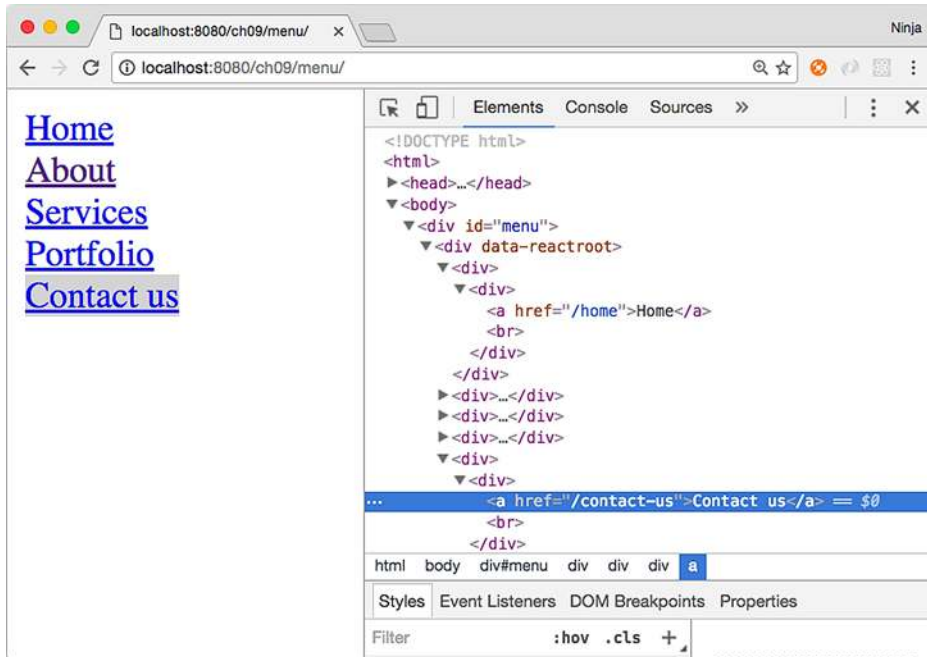 localhost:8080/ch09/menu/
Ninja
localhost:8080/ch09/menu/
Home
About
Services
Portfolio
Contact us
Elements Console Sources »
<!DOCTYPE html>
<html>
▶<head>…</head>
▼<body>
▼<div id="menu">
▼<div data-reactroot>
▼<div>
▼<div>
<a href="/home">Home</a>
<br>
</div>
</div>
▶<div>…</div>
▶<div>…</div>
▶<div>…</div>
▼<div>
▼<div>
... <a href="/contact-us">Contact us</a> == $0
<br>
</div>
html body div#menu div div div a
Styles Event Listeners DOM Breakpoints Properties
Filter :hov .cls +